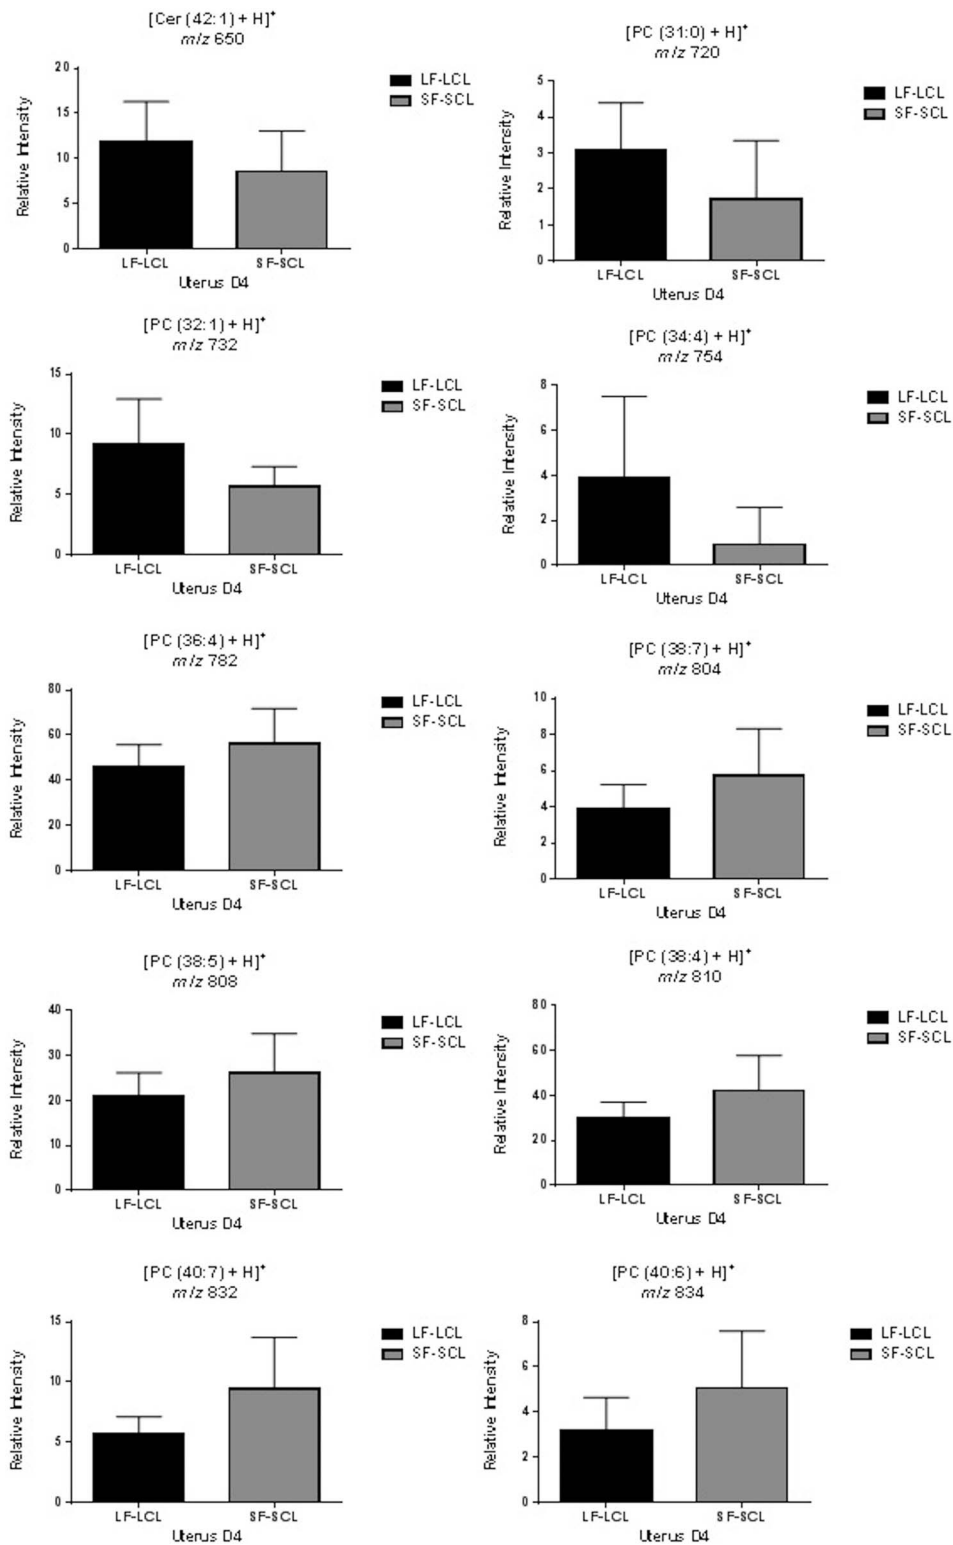 [Cer (42:1) + H]⁺
m/z 650
20
15
10
5
0
Relative Intensity
LF-LCL
SF-SCL
Uterus D4
LF-LCL
SF-SCL
[PC (31:0) + H]⁺
m/z 720
5
4
3
2
1
0
Relative Intensity
LF-LCL
SF-SCL
Uterus D4
LF-LCL
SF-SCL
[PC (32:1) + H]⁺
m/z 732
15
10
5
0
Relative Intensity
LF-LCL
SF-SCL
Uterus D4
LF-LCL
SF-SCL
[PC (34:4) + H]⁺
m/z 754
8
6
4
2
0
Relative Intensity
LF-LCL
SF-SCL
Uterus D4
LF-LCL
SF-SCL
[PC (36:4) + H]⁺
m/z 782
80
60
40
20
0
Relative Intensity
LF-LCL
SF-SCL
Uterus D4
LF-LCL
SF-SCL
[PC (38:7) + H]⁺
m/z 804
10
8
6
4
2
0
Relative Intensity
LF-LCL
SF-SCL
Uterus D4
LF-LCL
SF-SCL
[PC (38:5) + H]⁺
m/z 808
40
30
20
10
0
Relative Intensity
LF-LCL
SF-SCL
Uterus D4
LF-LCL
SF-SCL
[PC (38:4) + H]⁺
m/z 810
80
60
40
20
0
Relative Intensity
LF-LCL
SF-SCL
Uterus D4
LF-LCL
SF-SCL
[PC (40:7) + H]⁺
m/z 832
15
10
5
0
Relative Intensity
LF-LCL
SF-SCL
Uterus D4
LF-LCL
SF-SCL
[PC (40:6) + H]⁺
m/z 834
8
6
4
2
0
Relative Intensity
LF-LCL
SF-SCL
Uterus D4
LF-LCL
SF-SCL